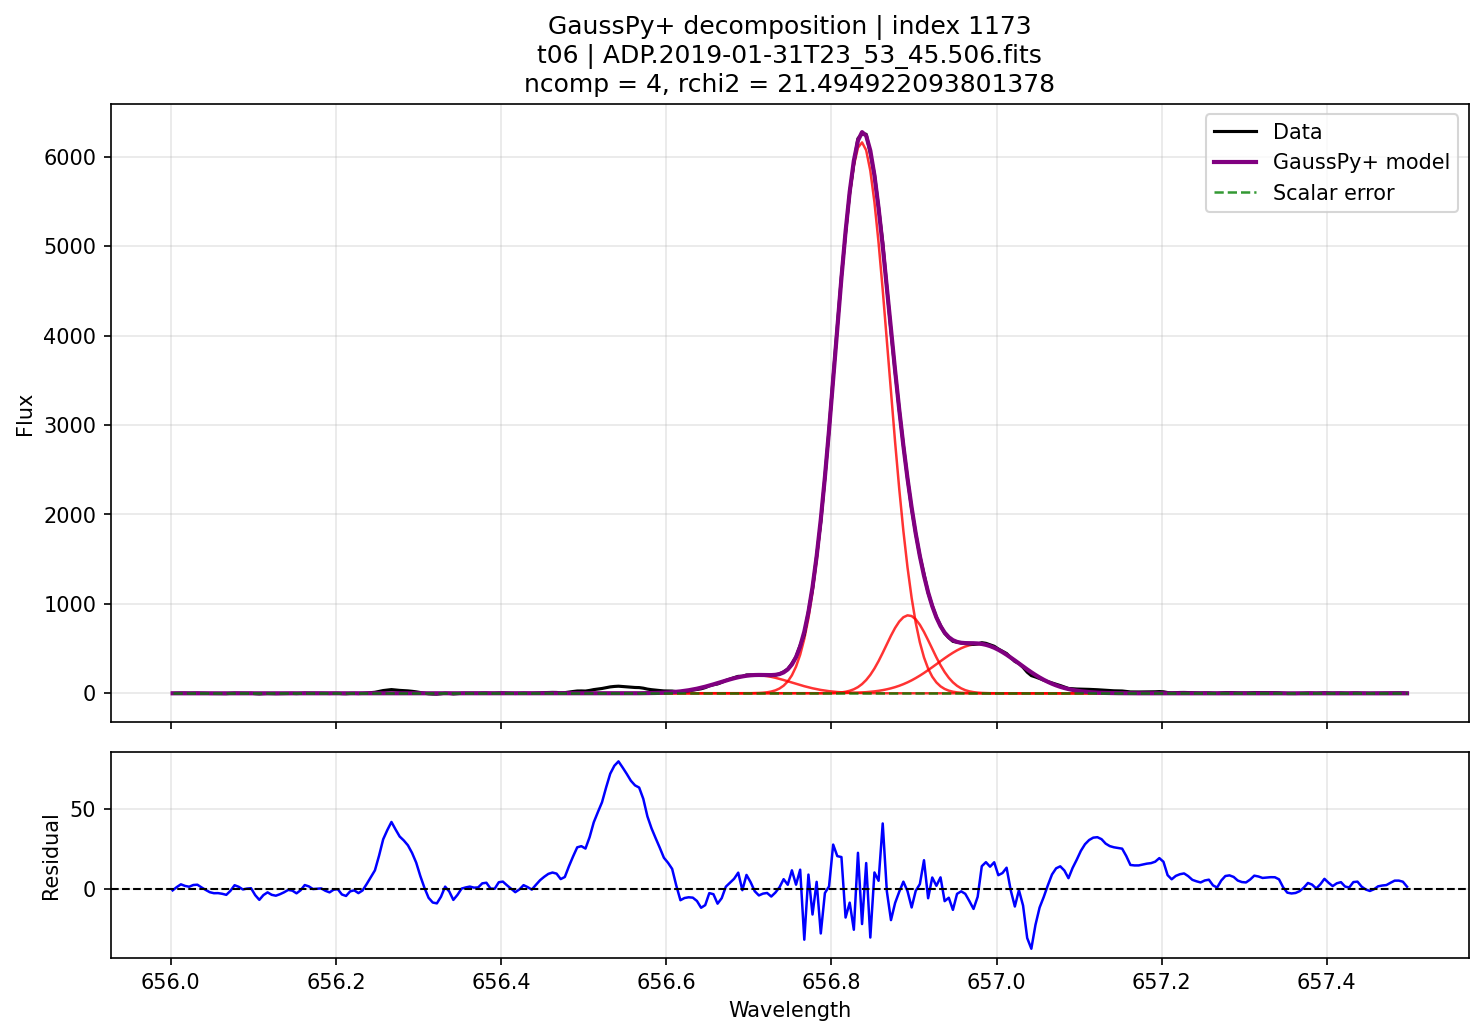 GaussPy+ decomposition | index 1173
t06 | ADP.2019-01-31T23_53_45.506.fits
ncomp = 4, rchi2 = 21.494922093801378
Data
GaussPy+ model
Scalar error
Flux
6000
5000
4000
3000
2000
1000
0
Residual
50
0
656.0 656.2 656.4 656.6 656.8 657.0 657.2 657.4
Wavelength